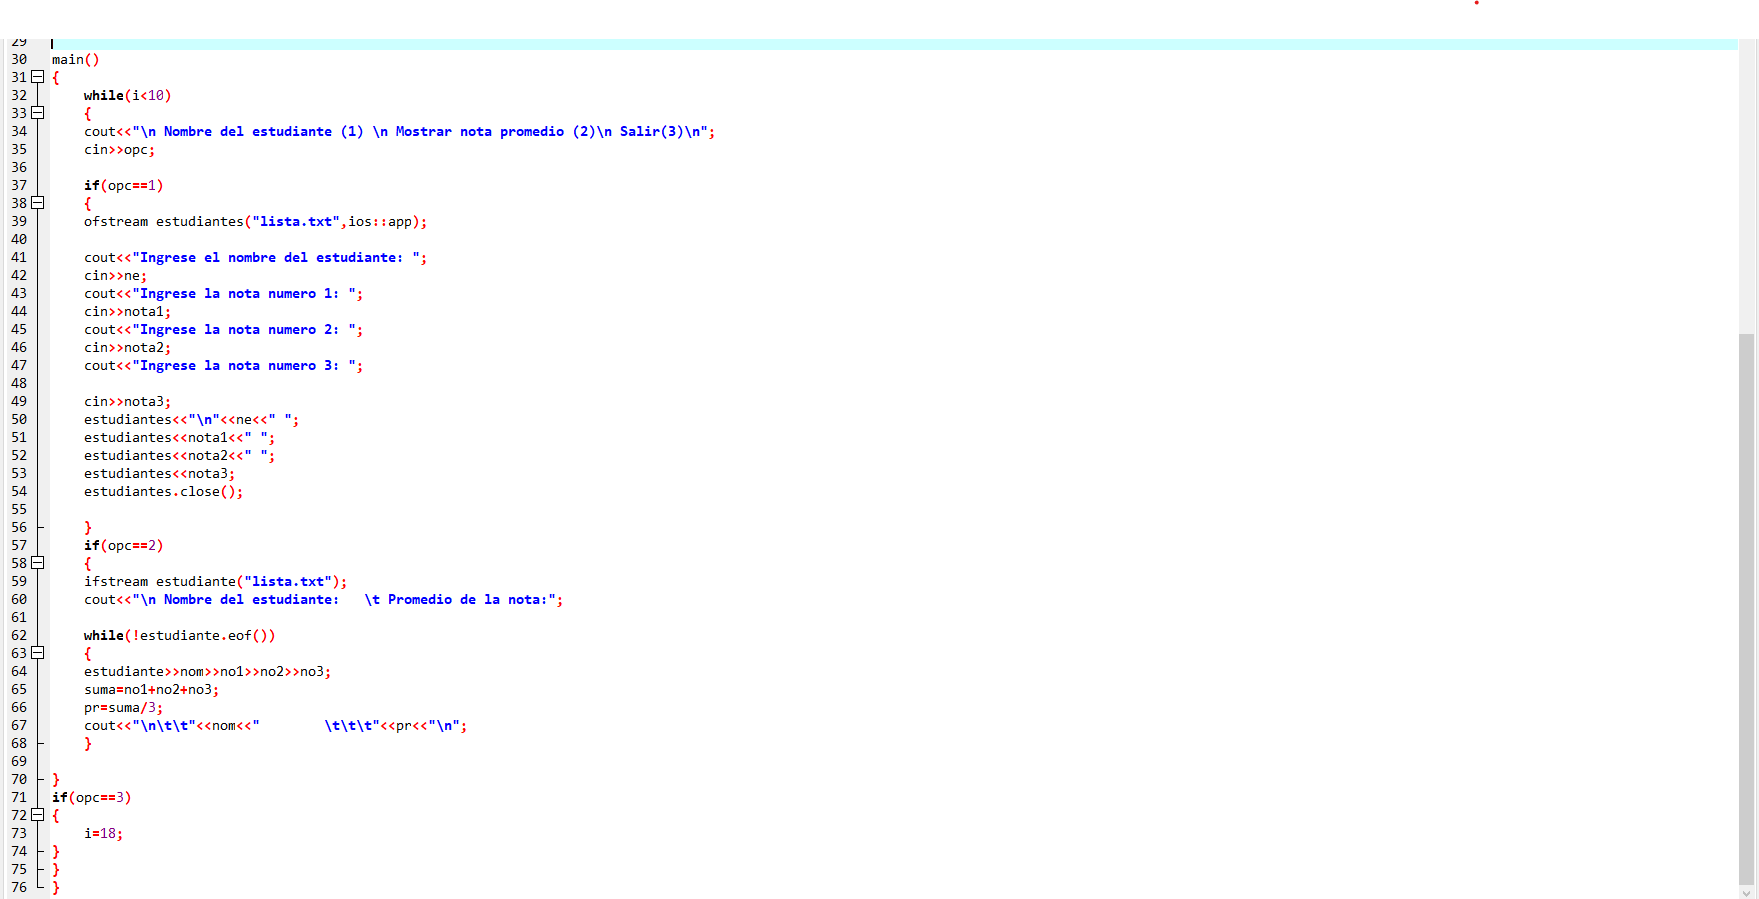 29
30 main()
31 {
32     while(i<10)
33     {
34     cout<<"\n Nombre del estudiante (1) \n Mostrar nota promedio (2)\n Salir(3)\n";
35     cin>>opc;
36
37     if(opc==1)
38     {
39     ofstream estudiantes("lista.txt",ios::app);
40
41     cout<<"Ingrese el nombre del estudiante: ";
42     cin>>ne;
43     cout<<"Ingrese la nota numero 1: ";
44     cin>>nota1;
45     cout<<"Ingrese la nota numero 2: ";
46     cin>>nota2;
47     cout<<"Ingrese la nota numero 3: ";
48
49     cin>>nota3;
50     estudiantes<<"\n"<<ne<<" ";
51     estudiantes<<nota1<<" ";
52     estudiantes<<nota2<<" ";
53     estudiantes<<nota3;
54     estudiantes.close();
55
56     }
57     if(opc==2)
58     {
59     ifstream estudiante("lista.txt");
60     cout<<"\n Nombre del estudiante:   \t Promedio de la nota:";
61
62     while(!estudiante.eof())
63     {
64     estudiante>>nom>>no1>>no2>>no3;
65     suma=no1+no2+no3;
66     pr=suma/3;
67     cout<<"\n\t\t"<<nom<<"        \t\t\t"<<pr<<"\n";
68     }
69
70 }
71 if(opc==3)
72 {
73     i=18;
74 }
75 }
76 }